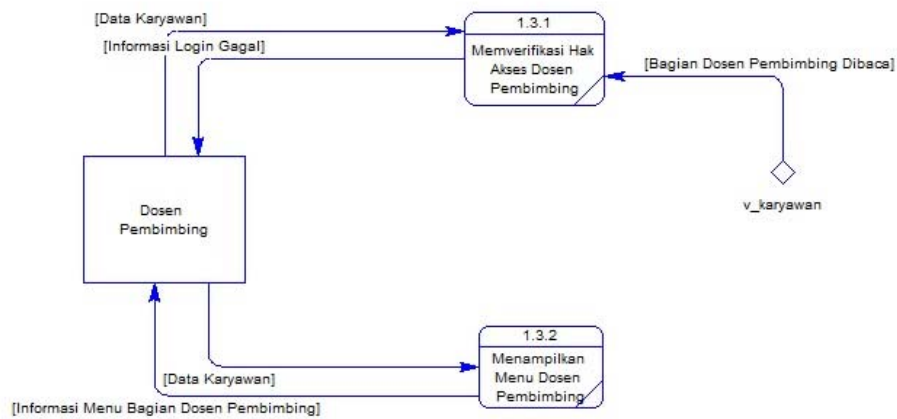 [Data Karyawan]
[Informasi Login Gagal]
1.3.1
Memverifikasi Hak
Akses Dosen
Pembimbing
[Bagian Dosen Pembimbing Dibaca]
v_karyawan
Dosen
Pembimbing
1.3.2
Menampilkan
Menu Dosen
Pembimbing
[Data Karyawan]
[Informasi Menu Bagian Dosen Pembimbing]